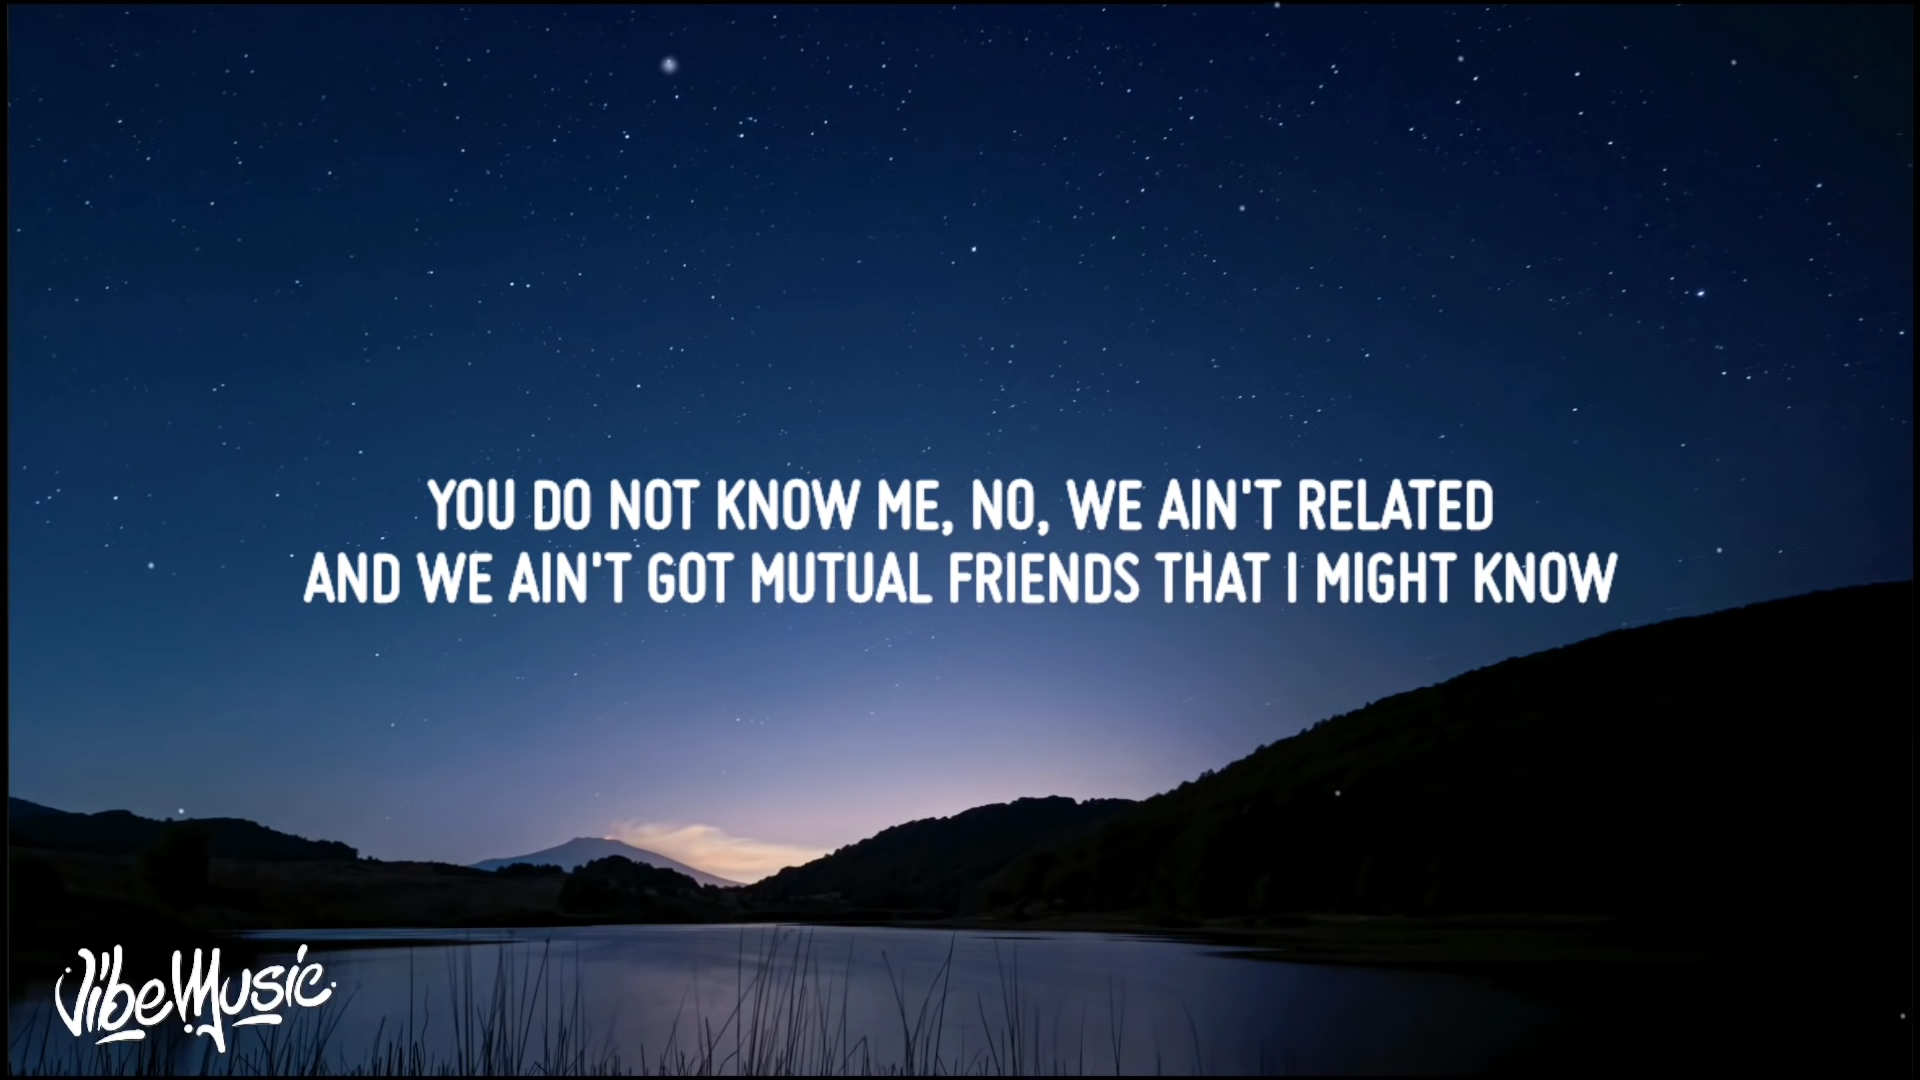 YOU DO NOT KNOW ME, NO, WE AIN'T RELATED
AND WE AIN'T GOT MUTUAL FRIENDS THAT I MIGHT KNOW
VibeMusic